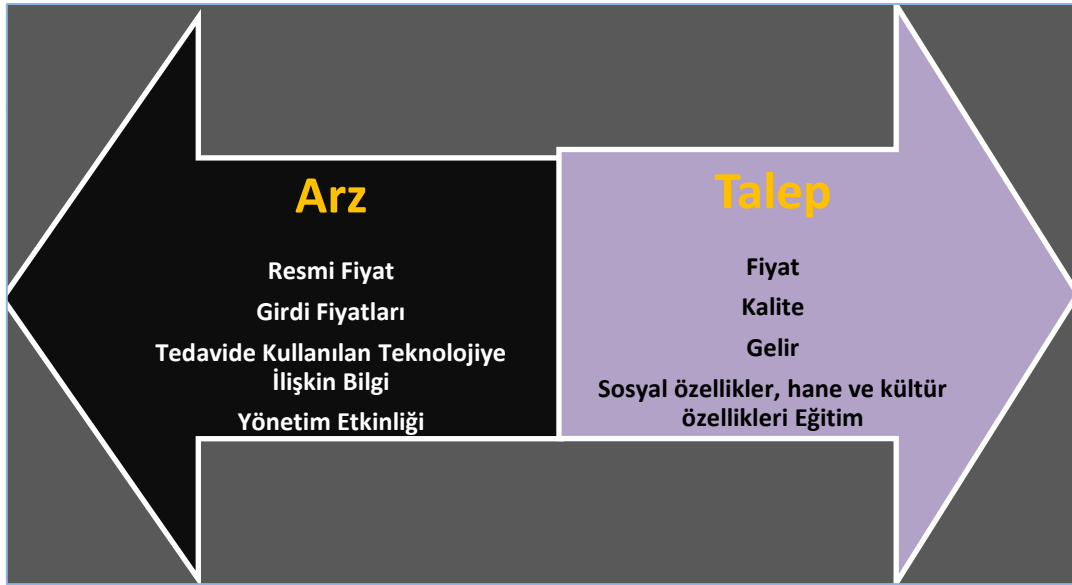 Arz
Resmi Fiyat
Girdi Fiyatları
Tedavide Kullanılan Teknolojiye
İlişkin Bilgi
Yönetim Etkinliği
Talep
Fiyat
Kalite
Gelir
Sosyal özellikler, hane ve kültür
özellikleri Eğitim